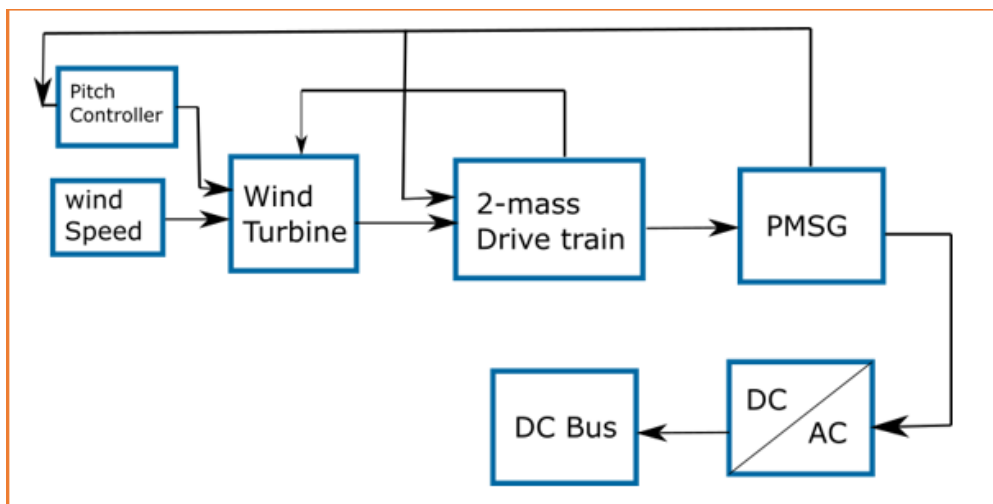 Pitch
Controller
wind
Speed
Wind
Turbine
2-mass
Drive train
PMSG
DC Bus
DC
AC